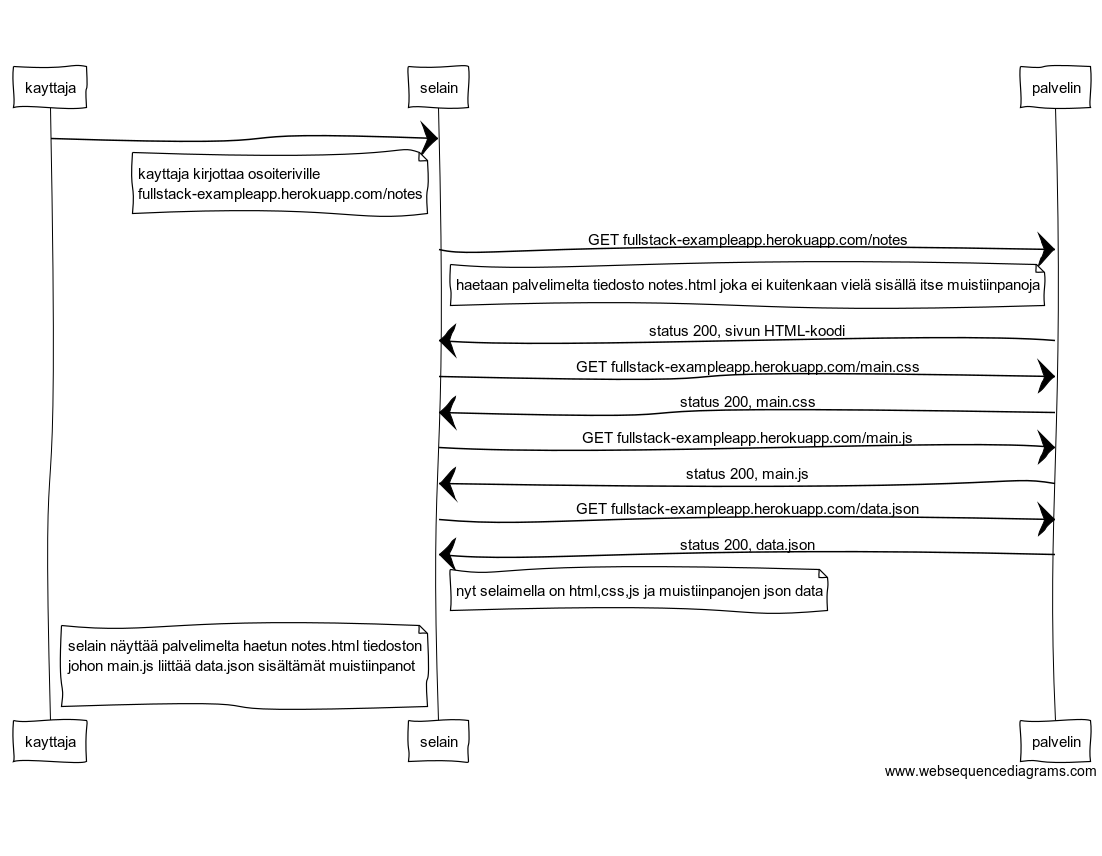 kayttaja
selain
palvelin
kayttaja kirjottaa osoiteriville
fullstack-exampleapp.herokuapp.com/notes
GET fullstack-exampleapp.herokuapp.com/notes
haetaan palvelimelta tiedosto notes.html joka ei kuitenkaan vielä sisällä itse muistiinpanoja
status 200, sivun HTML-koodi
GET fullstack-exampleapp.herokuapp.com/main.css
status 200, main.css
GET fullstack-exampleapp.herokuapp.com/main.js
status 200, main.js
GET fullstack-exampleapp.herokuapp.com/data.json
status 200, data.json
nyt selaimella on html,css,js ja muistiinpanojen json data
selain näyttää palvelimelta haetun notes.html tiedoston
johon main.js liittää data.json sisältämät muistiinpanot
kayttaja
selain
palvelin
www.websequencediagrams.com